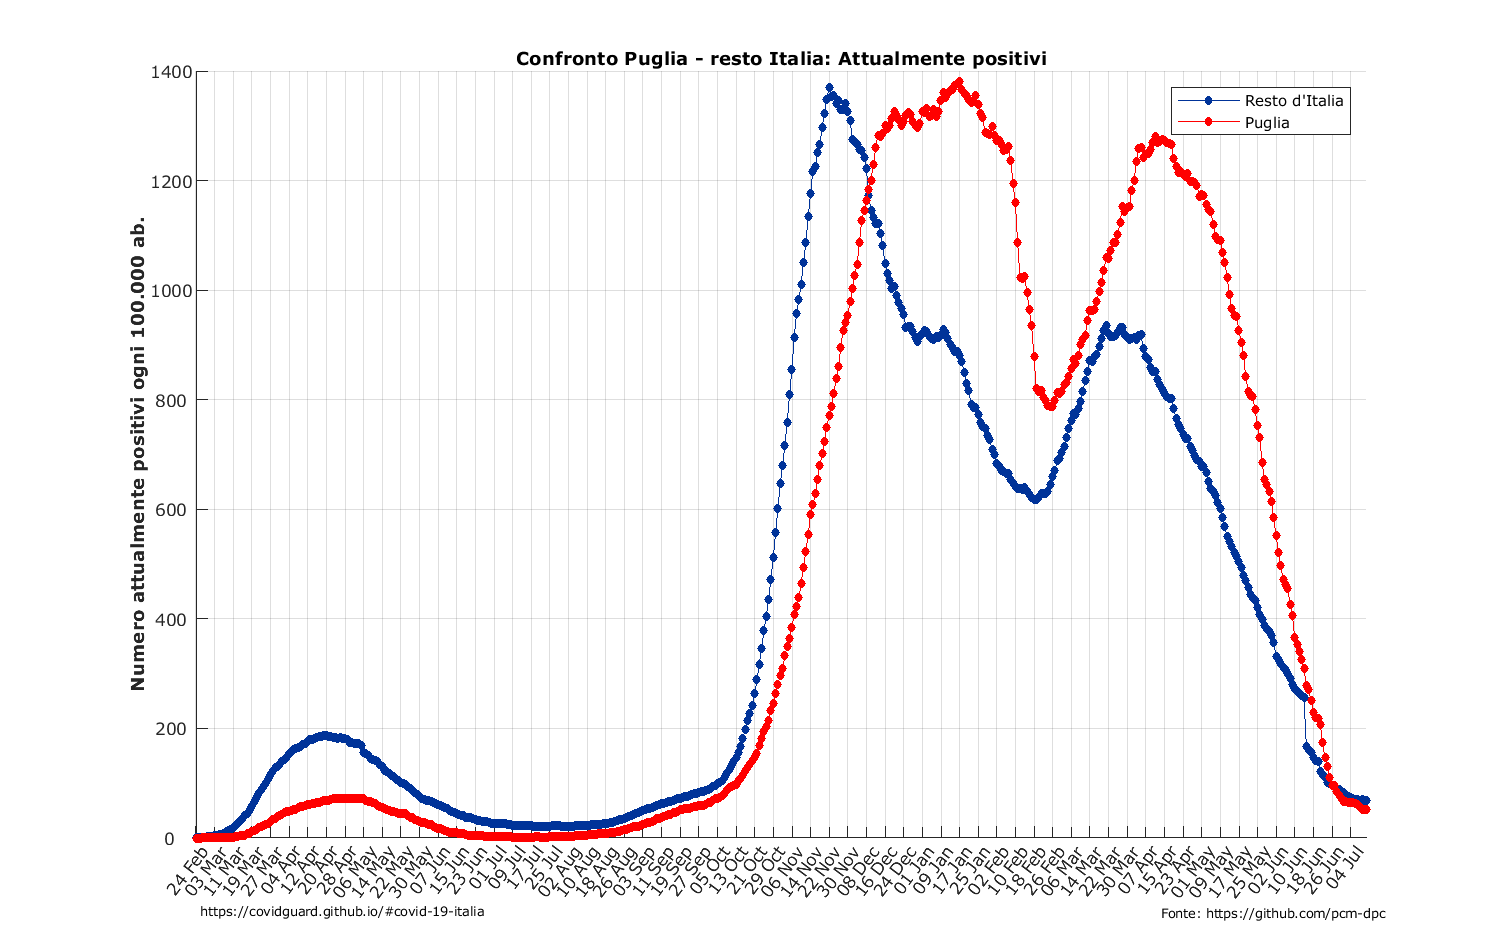 Confronto Puglia - resto Italia: Attualmente positivi
Numero attualmente positivi ogni 100.000 ab.
1400
1200
1000
800
600
400
200
0
Resto d'Italia
Puglia
24 Feb
03 Mar
11 Mar
19 Mar
27 Mar
04 Apr
12 Apr
20 Apr
28 Apr
06 May
14 May
22 May
30 May
07 Jun
15 Jun
23 Jun
01 Jul
09 Jul
17 Jul
25 Jul
02 Aug
10 Aug
18 Aug
26 Aug
03 Sep
11 Sep
19 Sep
27 Sep
05 Oct
13 Oct
21 Oct
29 Oct
06 Nov
14 Nov
22 Nov
30 Nov
08 Dec
16 Dec
24 Dec
01 Jan
09 Jan
17 Jan
25 Jan
02 Feb
10 Feb
18 Feb
26 Feb
06 Mar
14 Mar
22 Mar
30 Mar
07 Apr
15 Apr
23 Apr
01 May
09 May
17 May
25 May
02 Jun
10 Jun
18 Jun
26 Jun
04 Jul
https://covidguard.github.io/#covid-19-italia
Fonte: https://github.com/pcm-dpc